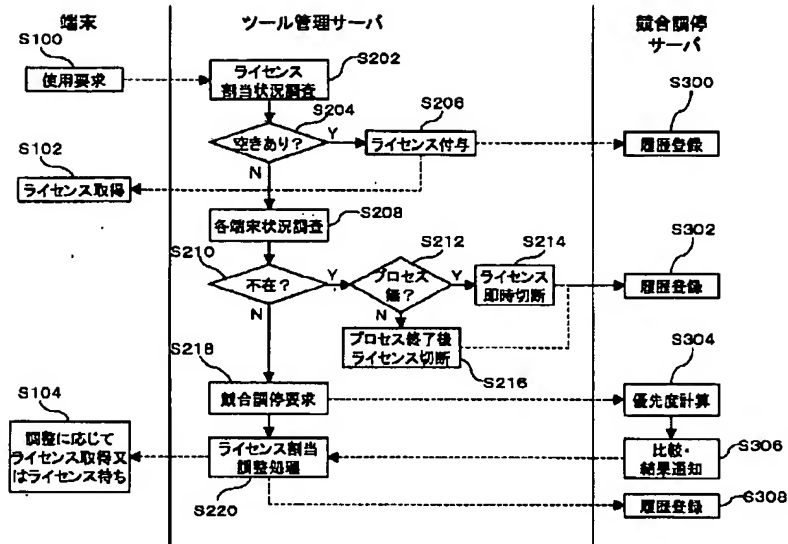 端末
ツール管理サーバ
競合調停
サーバ
S100
使用要求
S202
ライセンス
割当状況調査
S204
空きあり?
Y
N
S206
ライセンス付与
S300
履歴登録
S102
ライセンス取得
S208
各端末状況調査
S210
不在?
Y
N
S212
プロセス
無?
Y
N
S214
ライセンス
即時切断
S302
履歴登録
プロセス終了後
ライセンス切断
S216
S218
競合調停要求
S304
優先度計算
S104
調整に応じて
ライセンス取得又
はライセンス待ち
ライセンス割当
調整処理
S220
比較・
結果通知
S306
履歴登録
S308